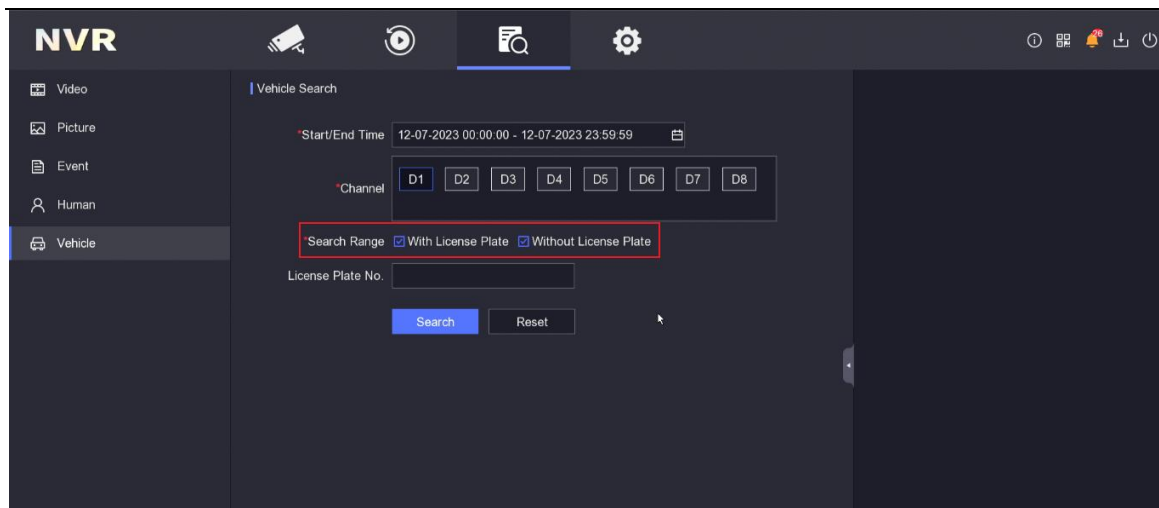 NVR
26
Video
Picture
Event
Human
Vehicle
Vehicle Search
*Start/End Time 12-07-2023 00:00:00 - 12-07-2023 23:59:59
*Channel D1 D2 D3 D4 D5 D6 D7 D8
*Search Range With License Plate Without License Plate
License Plate No.
Search Reset